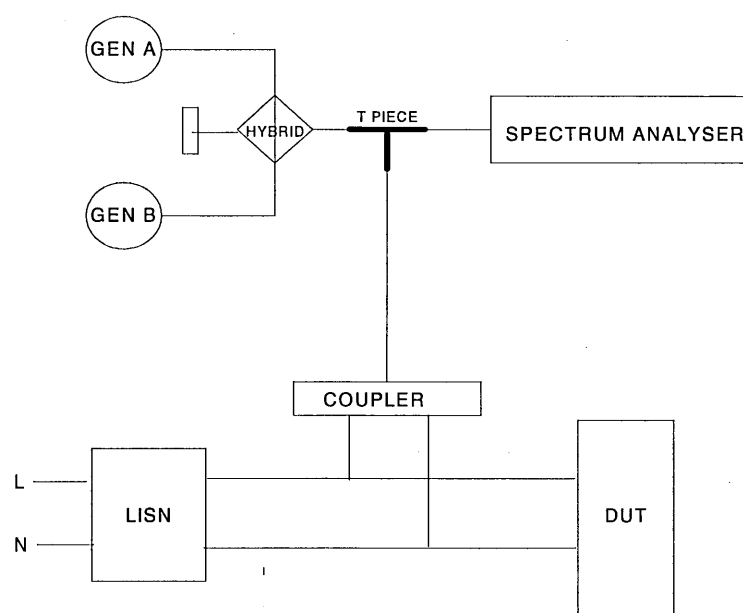 GEN A
T PIECE
HYBRID
SPECTRUM ANALYSER
GEN B
COUPLER
L
LISN
DUT
N